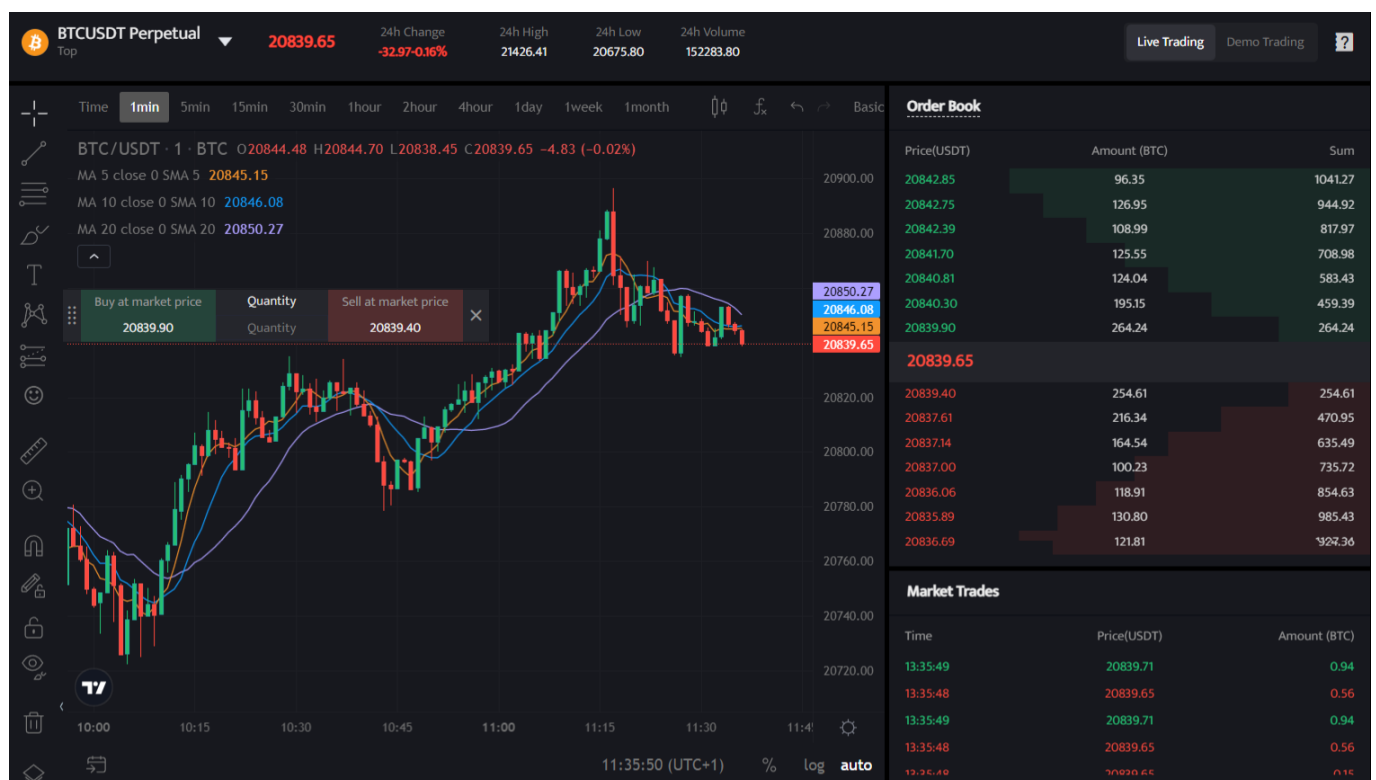 BTCUSDT Perpetual
Top
20839.65
24h Change
-32.97-0.16%
24h High
21426.41
24h Low
20675.80
24h Volume
152283.80
Live Trading Demo Trading
Time 1min 5min 15min 30min 1hour 2hour 4hour 1day 1week 1month Basic
BTC/USDT · 1 · BTC O20844.48 H20844.70 L20838.45 C20839.65 −4.83 (−0.02%)
MA 5 close 0 SMA 5 20845.15
MA 10 close 0 SMA 10 20846.08
MA 20 close 0 SMA 20 20850.27
Buy at market price
20839.90
Quantity
Quantity
Sell at market price
20839.40
20900.00
20880.00
20850.27
20846.08
20845.15
20839.65
20820.00
20800.00
20780.00
20760.00
20740.00
20720.00
10:00 10:15 10:30 10:45 11:00 11:15 11:30
11:35:50 (UTC+1) % log auto
Order Book
Price(USDT) Amount (BTC) Sum
20842.85 96.35 1041.27
20842.75 126.95 944.92
20842.39 108.99 817.97
20841.70 125.55 708.98
20840.81 124.04 583.43
20840.30 195.15 459.39
20839.90 264.24 264.24
20839.65
20839.40 254.61 254.61
20837.61 216.34 470.95
20837.14 164.54 635.49
20837.00 100.23 735.72
20836.06 118.91 854.63
20835.89 130.80 985.43
20836.69 121.81
Market Trades
Time Price(USDT) Amount (BTC)
13:35:49 20839.71 0.94
13:35:48 20839.65 0.56
13:35:49 20839.71 0.94
13:35:48 20839.65 0.56
13:35:48 20839.65 0.15